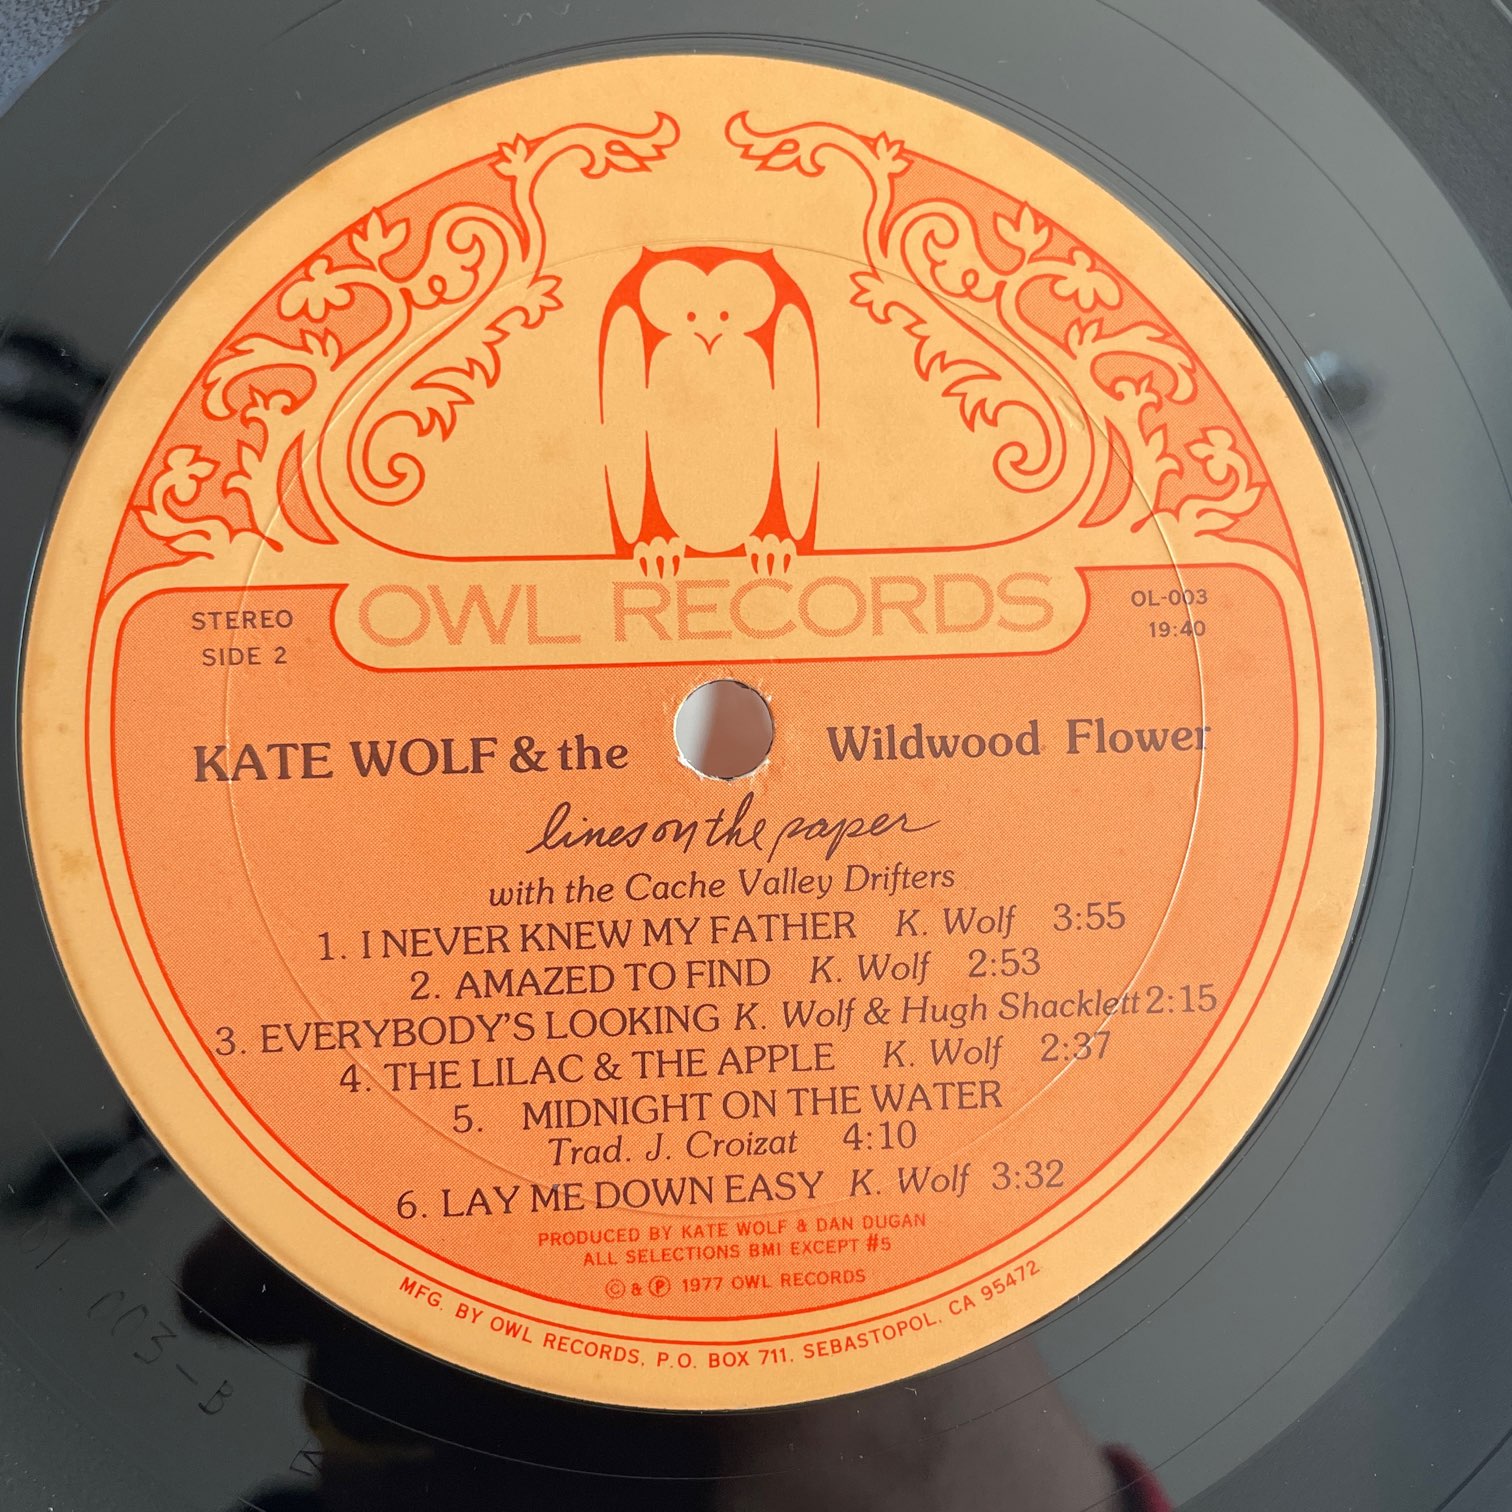 OWL RECORDS
STEREO
SIDE 2
OL-003
19:40
KATE WOLF & the Wildwood Flower
lines on the paper
with the Cache Valley Drifters
1. I NEVER KNEW MY FATHER K. Wolf 3:55
2. AMAZED TO FIND K. Wolf 2:53
3. EVERYBODY'S LOOKING K. Wolf & Hugh Shacklett 2:15
4. THE LILAC & THE APPLE K. Wolf 2:37
5. MIDNIGHT ON THE WATER
Trad. J. Croizat 4:10
6. LAY ME DOWN EASY K. Wolf 3:32
PRODUCED BY KATE WOLF & DAN DUGAN
ALL SELECTIONS BMI EXCEPT #5
© & ℗ 1977 OWL RECORDS
MFG. BY OWL RECORDS, P.O. BOX 711, SEBASTOPOL, CA 95472
003-B